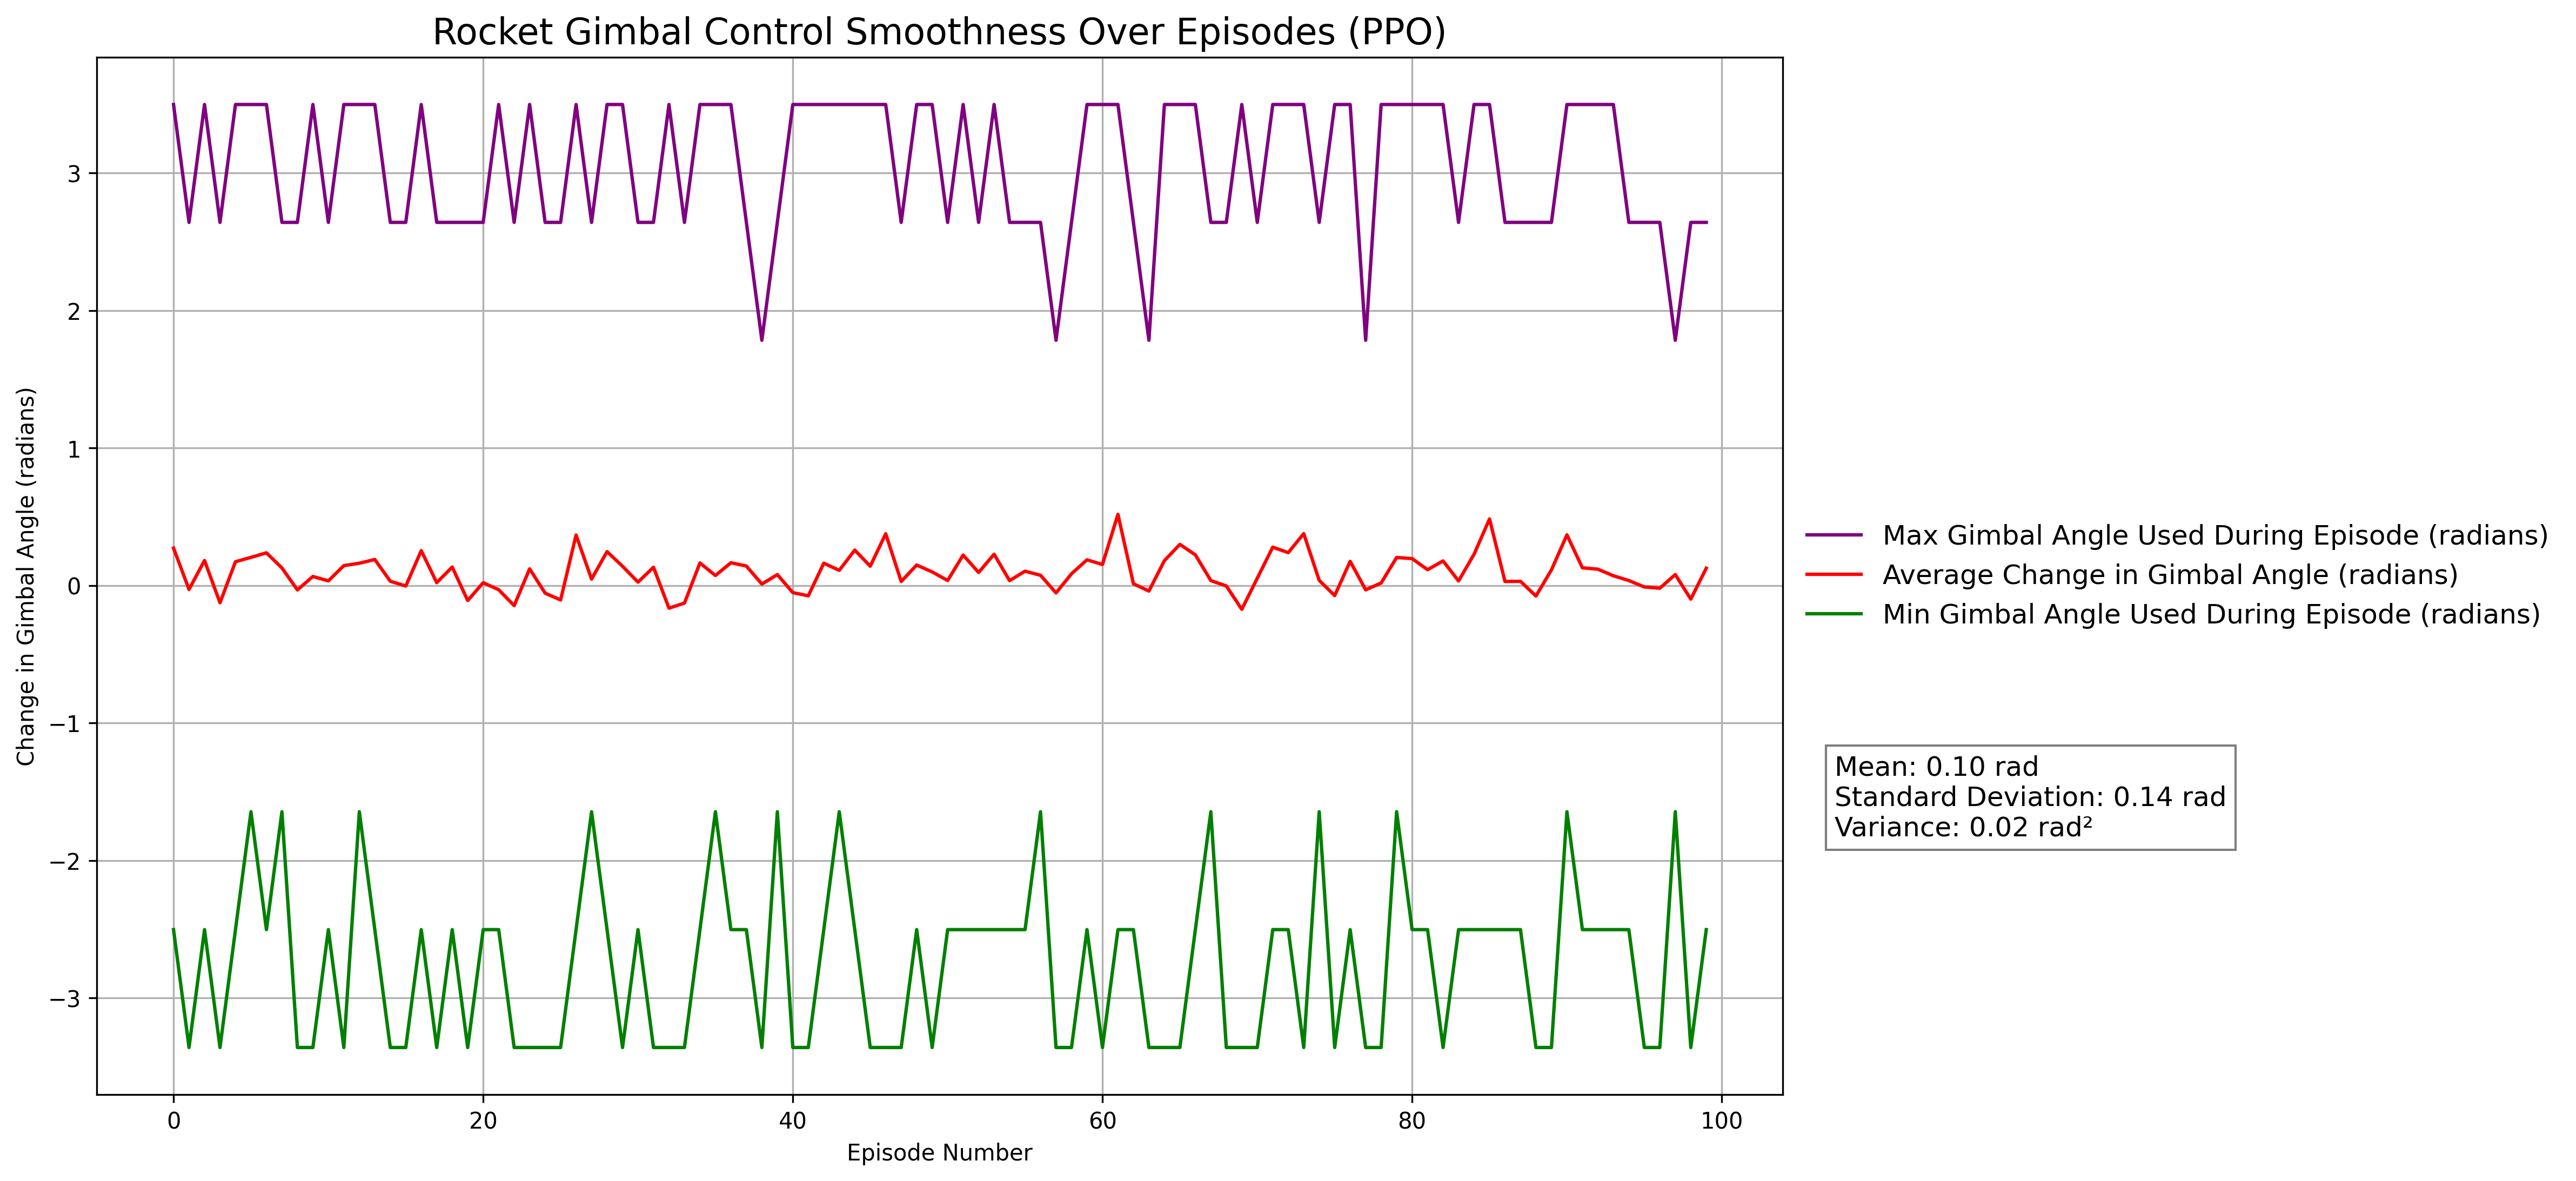 Rocket Gimbal Control Smoothness Over Episodes (PPO)
Change in Gimbal Angle (radians)
3
2
1
0
−1
−2
−3
0
20
40
60
80
100
Episode Number
Max Gimbal Angle Used During Episode (radians)
Average Change in Gimbal Angle (radians)
Min Gimbal Angle Used During Episode (radians)
Mean: 0.10 rad
Standard Deviation: 0.14 rad
Variance: 0.02 rad²